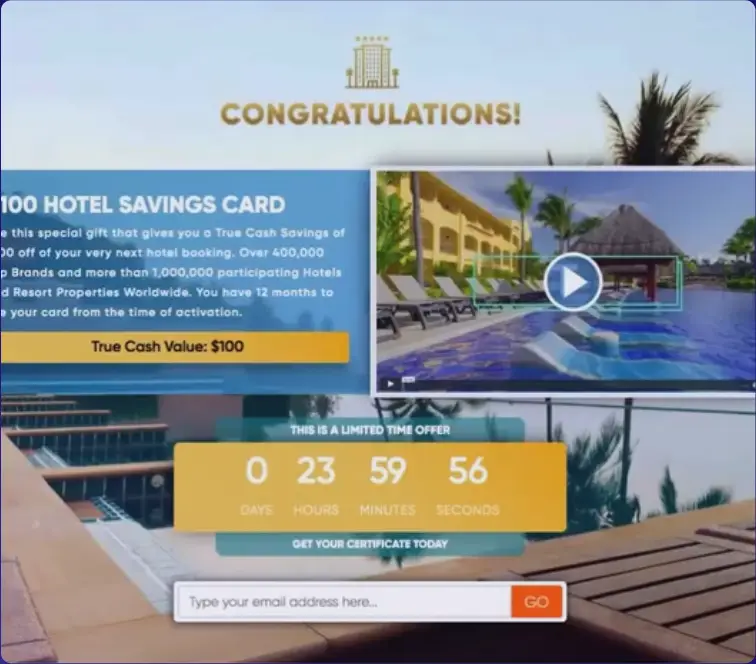 CONGRATULATIONS!
100 HOTEL SAVINGS CARD
e this special gift that gives you a True Cash Savings of
00 off of your very next hotel booking. Over 400,000
p Brands and more than 1,000,000 participating Hotels
d Resort Properties Worldwide. You have 12 months to
e your card from the time of activation.
True Cash Value: $100
THIS IS A LIMITED TIME OFFER
0 23 59 56
DAYS HOURS MINUTES SECONDS
GET YOUR CERTIFICATE TODAY
Type your email address here...
GO